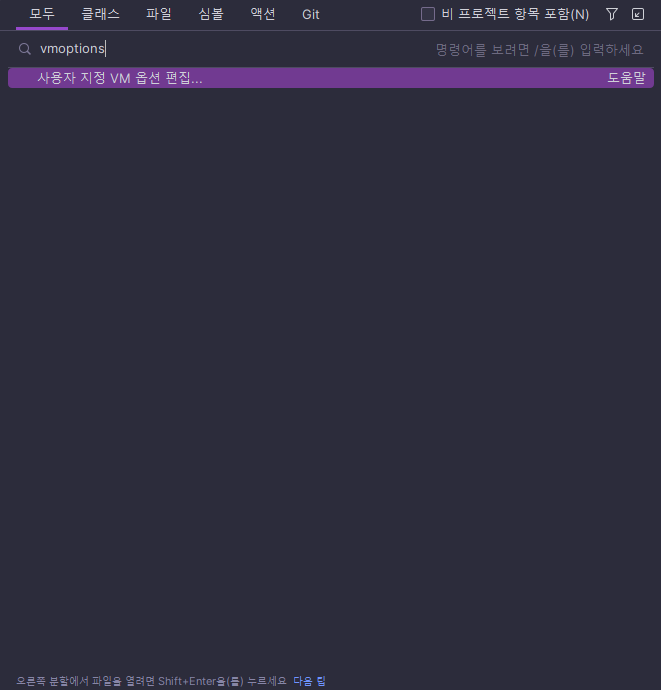 모두 클래스 파일 심볼 액션 Git 비 프로젝트 항목 포함(N)
vmoptions 명령어를 보려면 /을(를) 입력하세요
사용자 지정 VM 옵션 편집... 도움말
오른쪽 분할에서 파일을 열려면 Shift+Enter을(를) 누르세요 다음 팁